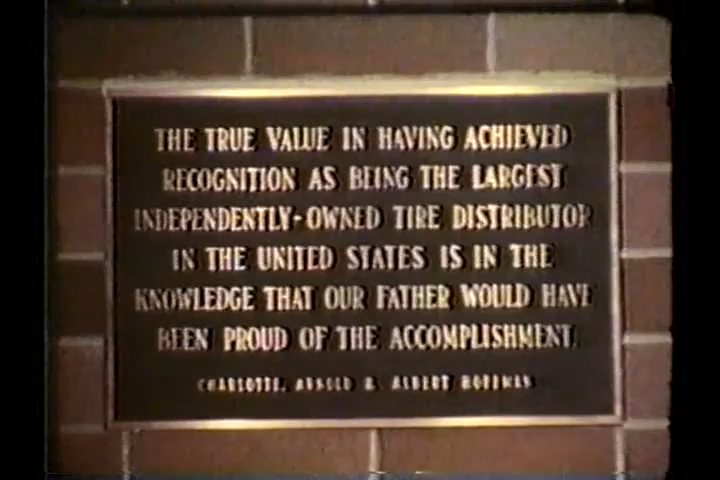 THE TRUE VALUE IN HAVING ACHIEVED
RECOGNITION AS BEING THE LARGEST
INDEPENDENTLY-OWNED TIRE DISTRIBUTOR
IN THE UNITED STATES IS IN THE
KNOWLEDGE THAT OUR FATHER WOULD HAVE
BEEN PROUD OF THE ACCOMPLISHMENT.
CHARLOTTE, ARNOLD & ALBERT